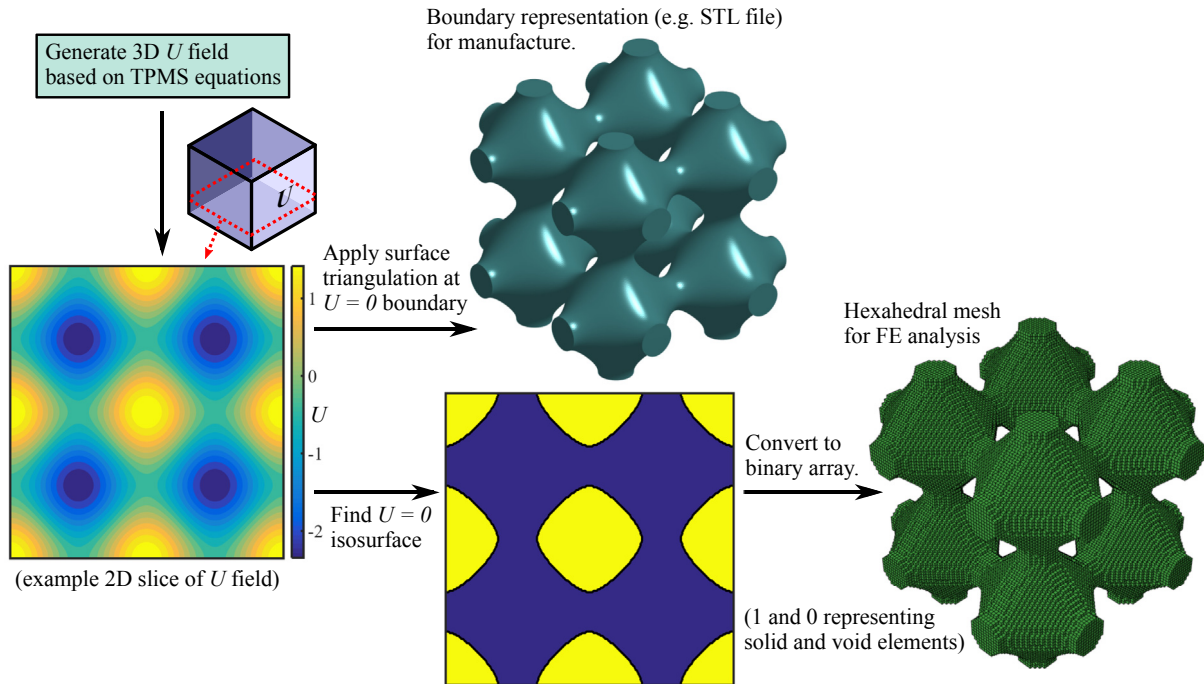 Boundary representation (e.g. STL file)
for manufacture.
Generate 3D U field
based on TPMS equations
U
Apply surface
triangulation at
U = 0 boundary
1
0
U
-1
-2
(example 2D slice of U field)
Find U = 0
isosurface
Convert to
binary array.
(1 and 0 representing
solid and void elements)
Hexahedral mesh
for FE analysis